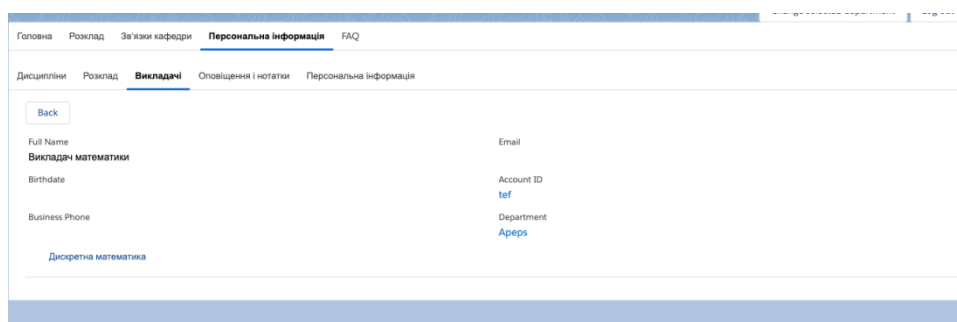 Головна Розклад Зв'язки кафедри Персональна інформація FAQ
Дисципліни Розклад Викладачі Оповіщення і нотатки Персональна інформація
Back
Full Name
Викладач математики
Email
Birthdate
Account ID
tef
Business Phone
Department
Apeps
Дискретна математика